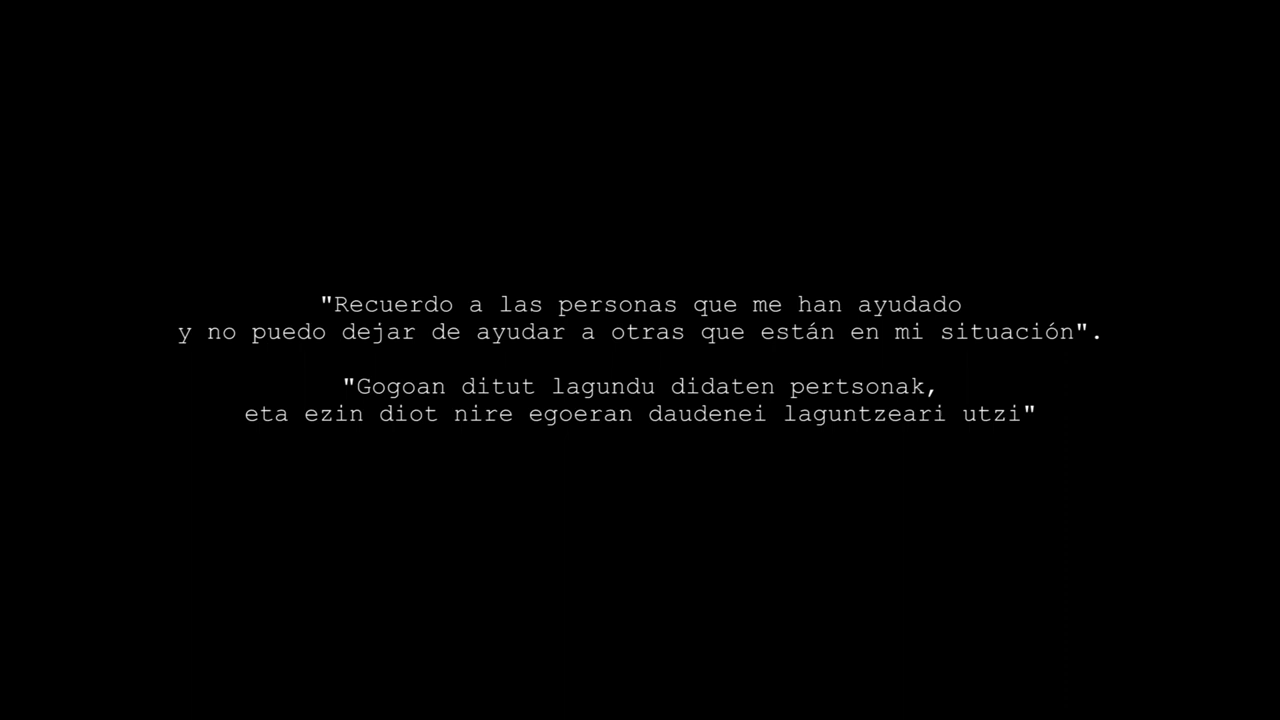 "Recuerdo a las personas que me han ayudado
y no puedo dejar de ayudar a otras que están en mi situación".
"Gogoan ditut lagundu didaten pertsonak,
eta ezin diot nire egoeran daudenei laguntzeari utzi"